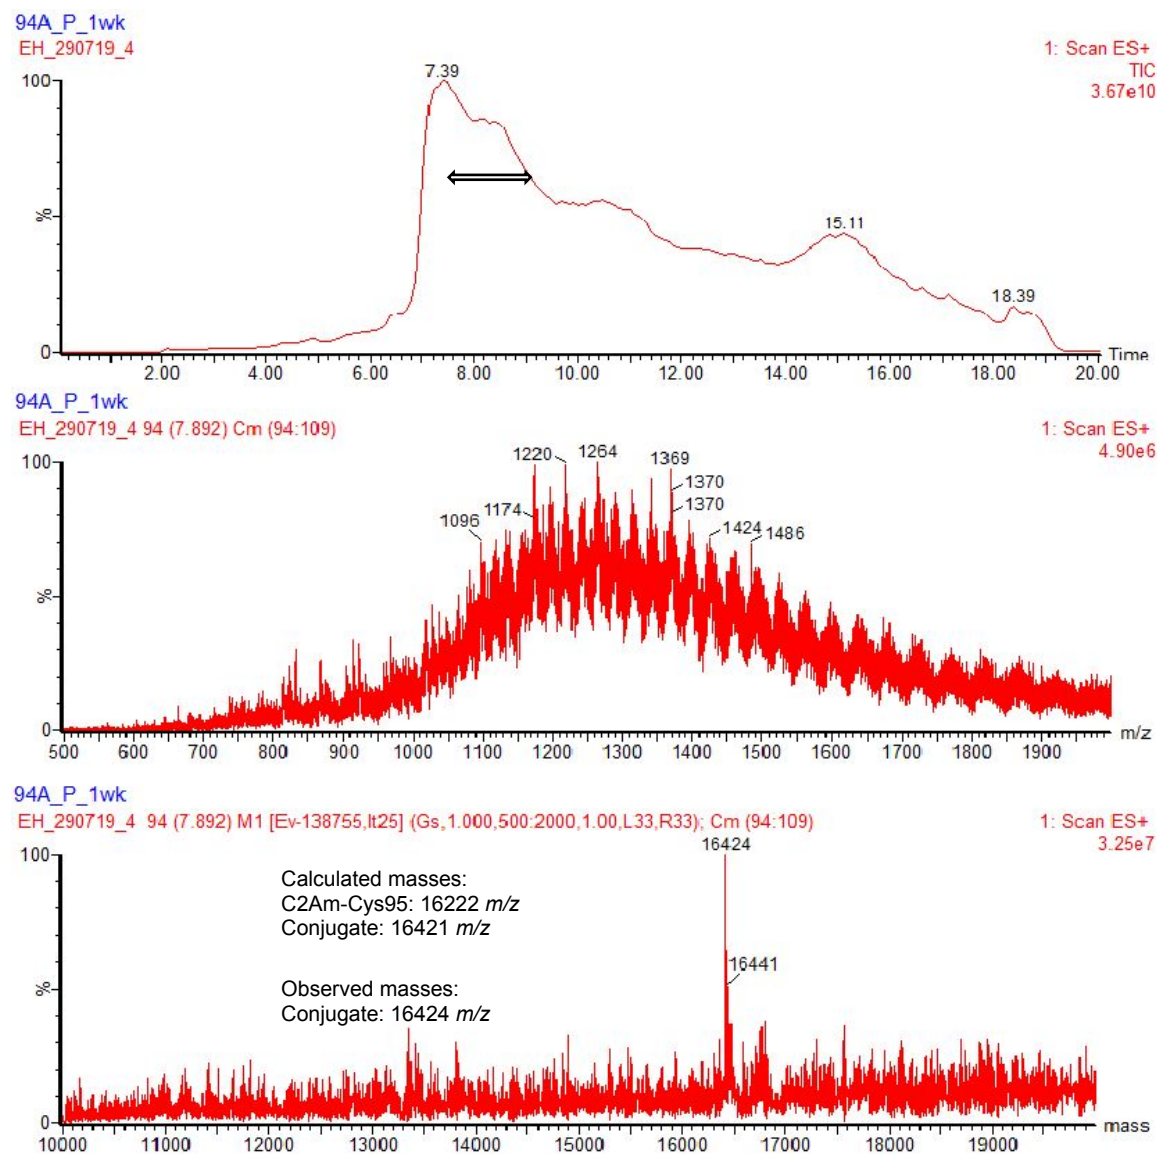 94A_P_1wk
EH_290719_4
1: Scan ES+
TIC
3.67e10
100
%
0
7.39
15.11
18.39
Time
2.00 4.00 6.00 8.00 10.00 12.00 14.00 16.00 18.00 20.00
94A_P_1wk
EH_290719_4 94 (7.892) Cm (94:109)
1: Scan ES+
4.90e6
100
%
0
1096
1174
1220
1264
1369
1370
1370
1424
1486
m/z
500 600 700 800 900 1000 1100 1200 1300 1400 1500 1600 1700 1800 1900
94A_P_1wk
EH_290719_4 94 (7.892) M1 [Ev-138755,It25] (Gs,1.000,500:2000,1.00,L33,R33); Cm (94:109)
1: Scan ES+
3.25e7
100
%
0
16424
16441
Calculated masses:
C2Am-Cys95: 16222 m/z
Conjugate: 16421 m/z
Observed masses:
Conjugate: 16424 m/z
mass
10000 11000 12000 13000 14000 15000 16000 17000 18000 19000